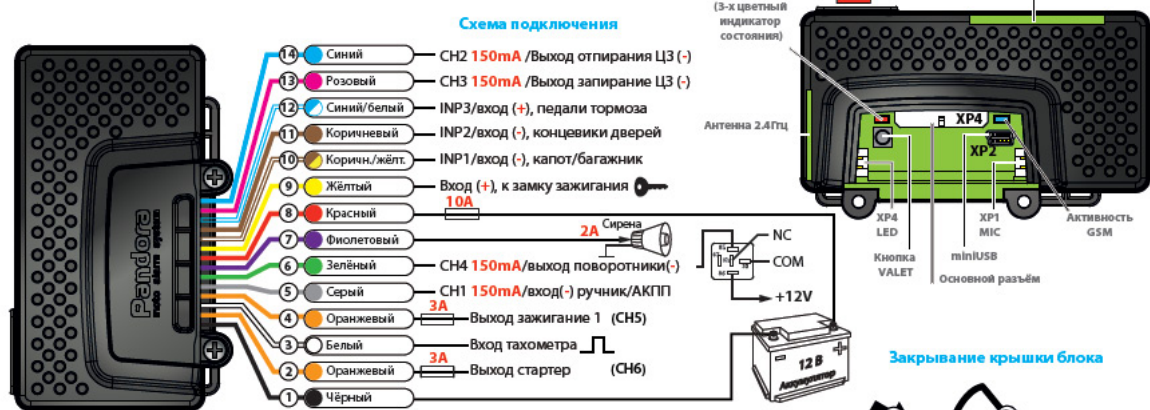 Схема подключения
14 Синий CH2 150mA /Выход отпирания ЦЗ (-)
13 Розовый CH3 150mA /Выход запирание ЦЗ (-)
12 Синий/белый INP3/вход (+), педали тормоза
11 Коричневый INP2/вход (-), концевики дверей
10 Коричн./жёлт. INP1/вход (-), капот/багажник
9 Жёлтый Вход (+), к замку зажигания
8 Красный 10A
7 Фиолетовый 2A Сирена
6 Зелёный CH4 150mA/выход поворотники(-)
5 Серый CH1 150mA/вход(-) ручник/АКПП
4 Оранжевый 3A Выход зажигание 1 (CH5)
3 Белый Вход тахометра
2 Оранжевый 3A Выход стартер (CH6)
1 Чёрный
Pandora
moto alarm system
NC
COM
+12V
12 В
Аккумулятор
- +
(3-х цветный
индикатор
состояния)
Антенна 2.4Ггц
XP4
XP2
XP4
LED
Кнопка
VALET
XP1
MIC
miniUSB
Основной разъём
Активность
GSM
Закрывание крышки блока